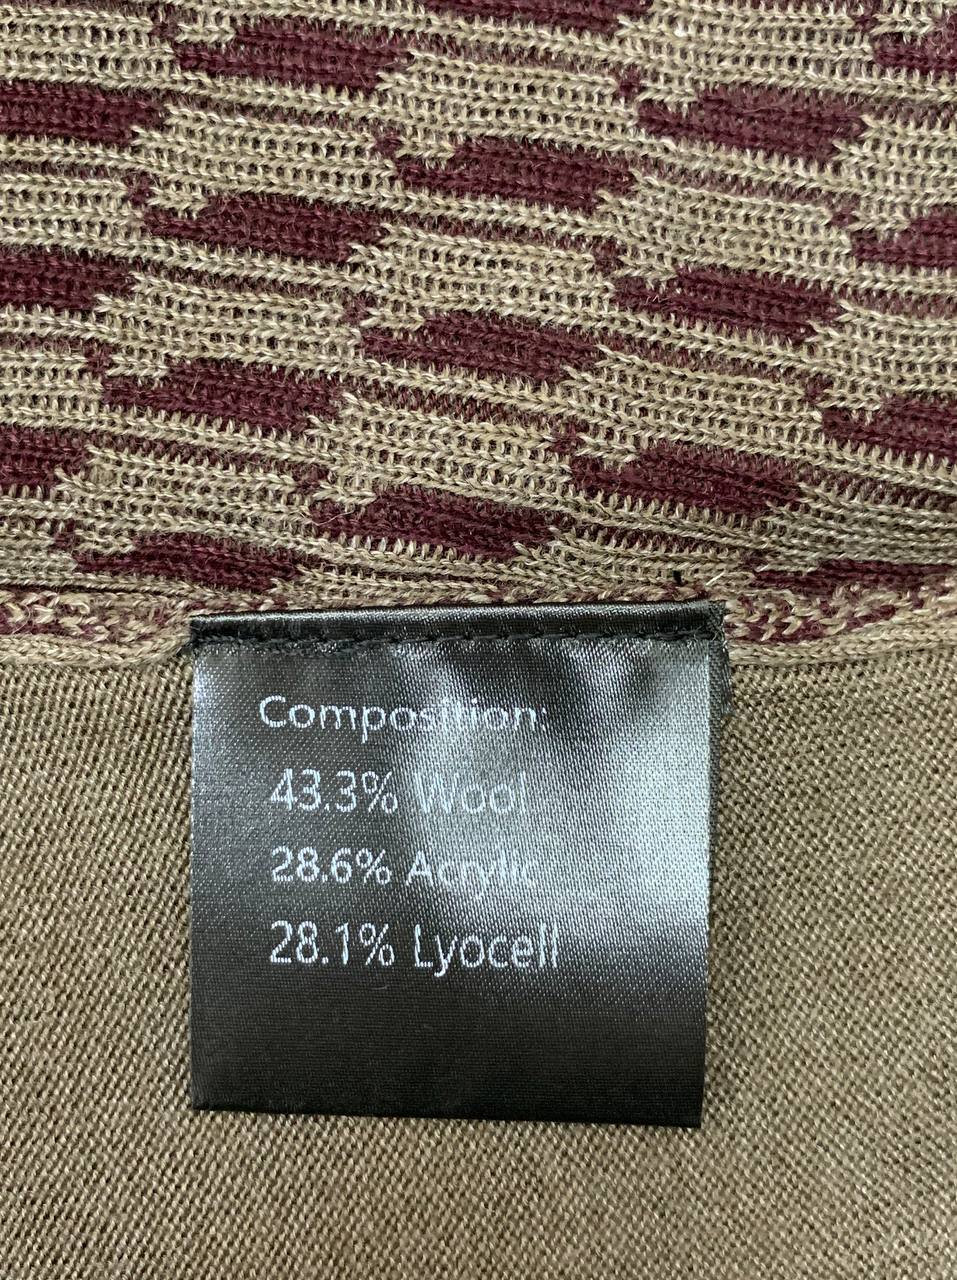 Composition:
43.3% Wool
28.6% Acrylic
28.1% Lyocell